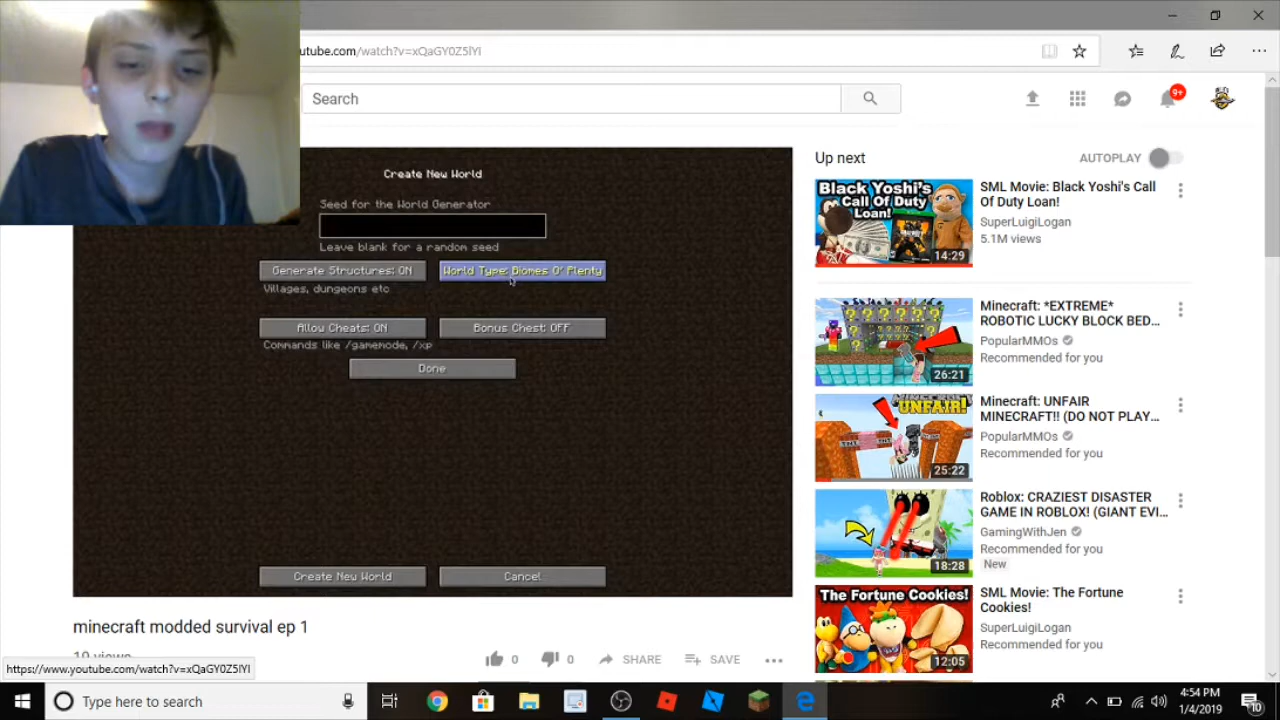 utube.com/watch?v=xQaGY0Z5lYI
Search
9+
Create New World
Seed for the World Generator
Leave blank for a random seed
Generate Structures: ON
World Type: Biomes O' Plenty
Villages, dungeons etc
Allow Cheats: ON
Bonus Chest: OFF
Commands like /gamemode, /xp
Done
Create New World
Cancel
minecraft modded survival ep 1
19 views
0
0
SHARE
SAVE
https://www.youtube.com/watch?v=xQaGY0Z5lYI
Up next
AUTOPLAY
Black Yoshi's
Call Of Duty
Loan!
14:29
SML Movie: Black Yoshi's Call
Of Duty Loan!
SuperLuigiLogan
5.1M views
26:21
Minecraft: *EXTREME*
ROBOTIC LUCKY BLOCK BED...
PopularMMOs
Recommended for you
UNFAIR!
25:22
Minecraft: UNFAIR
MINECRAFT!! (DO NOT PLAY...
PopularMMOs
Recommended for you
18:28
Roblox: CRAZIEST DISASTER
GAME IN ROBLOX! (GIANT EVI...
GamingWithJen
Recommended for you
New
The Fortune Cookies!
12:05
SML Movie: The Fortune
Cookies!
SuperLuigiLogan
Recommended for you
Type here to search
4:54 PM
1/4/2019
10